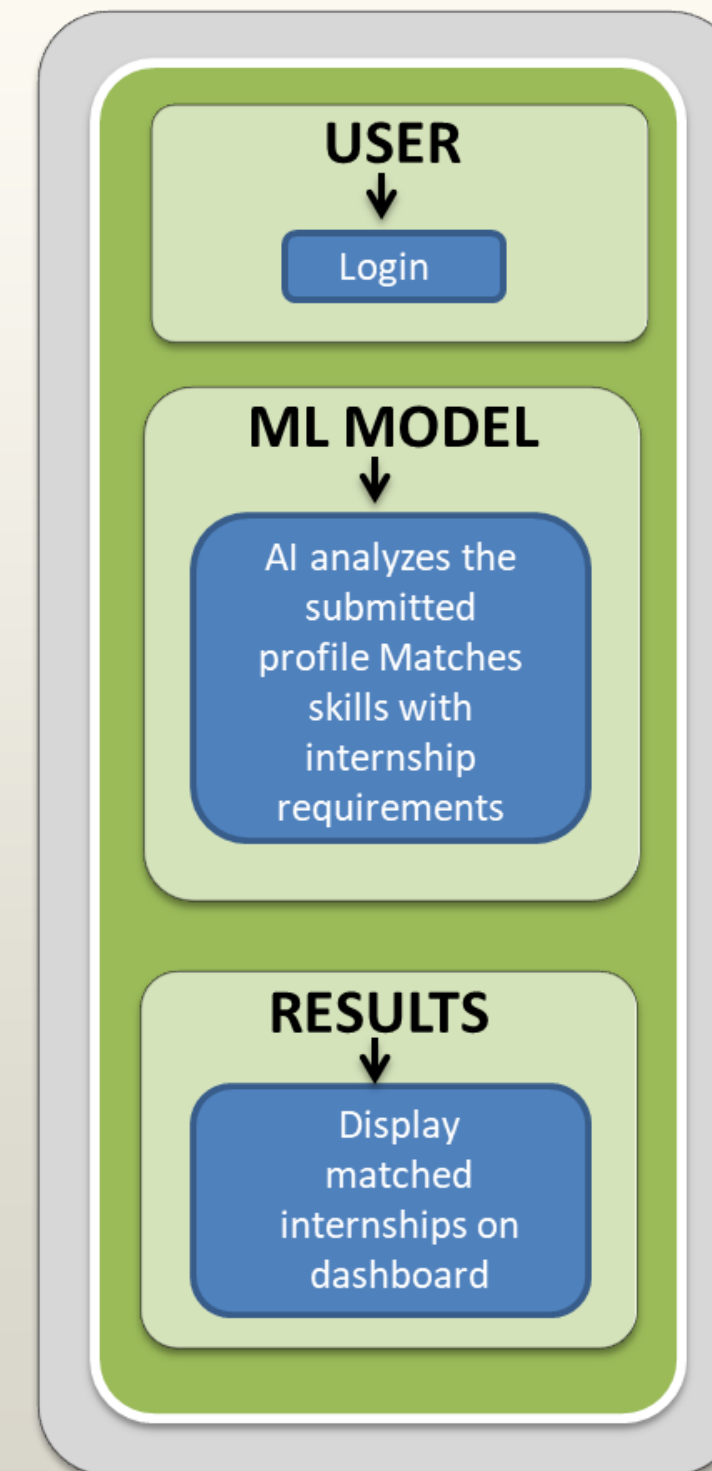 USER
Login
ML MODEL
AI analyzes the
submitted
profile Matches
skills with
internship
requirements
RESULTS
Display
matched
internships on
dashboard